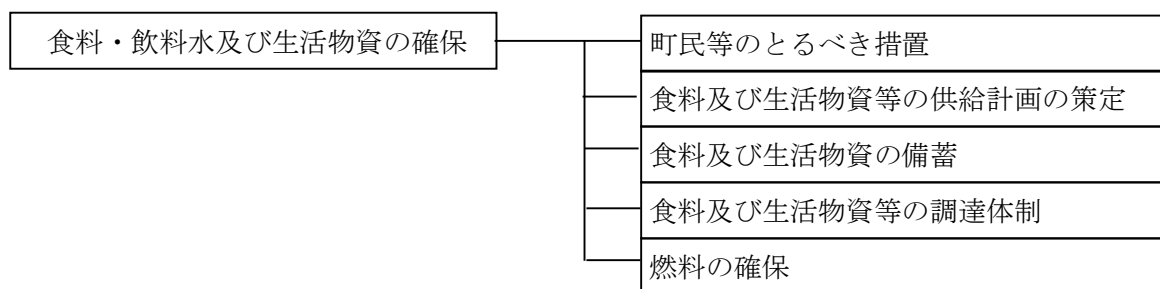 食料・飲料水及び生活物資の確保
町民等のとるべき措置
食料及び生活物資等の供給計画の策定
食料及び生活物資の備蓄
食料及び生活物資等の調達体制
燃料の確保